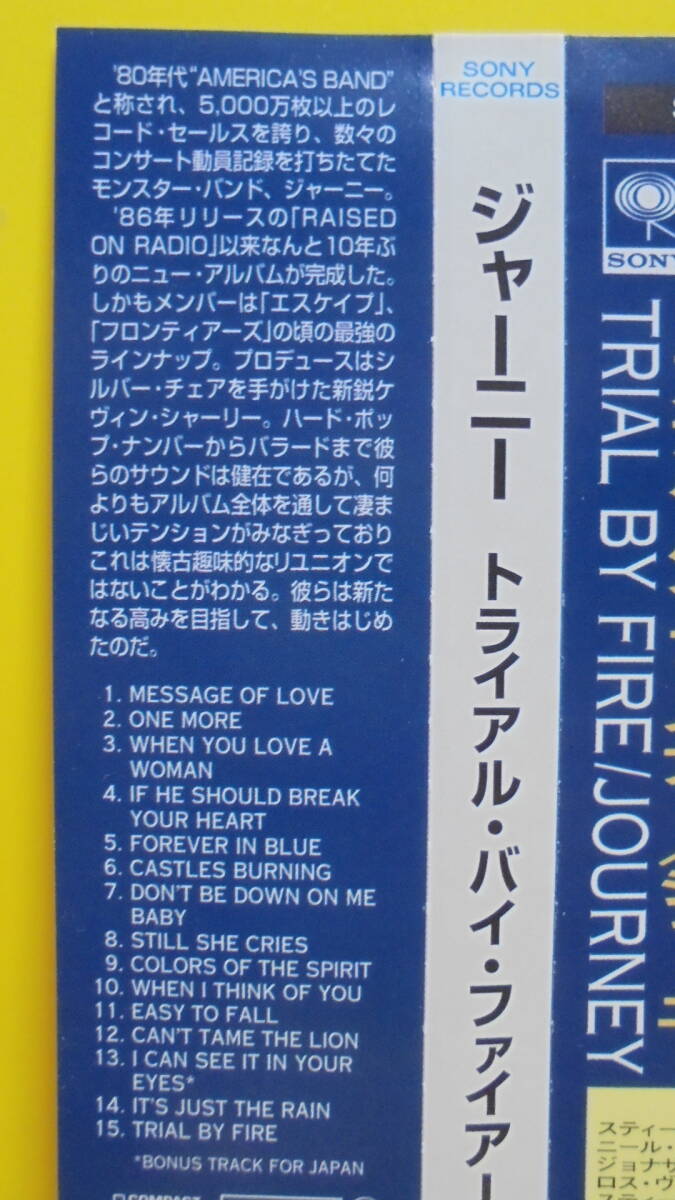 '80年代“AMERICA'S BAND”
と称され、5,000万枚以上のレ
コード・セールスを誇り、数々の
コンサート動員記録を打ちたてた
モンスター・バンド、ジャーニー。
'86年リリースの「RAISED
ON RADIO」以来なんと10年ぶ
りのニュー・アルバムが完成した。
しかもメンバーは「エスケイプ」、
「フロンティアーズ」の頃の最強の
ラインナップ。プロデュースはシ
ルバー・チェアを手がけた新鋭ケ
ヴィン・シャーリー。ハード・ポッ
プ・ナンバーからバラードまで彼
らのサウンドは健在であるが、何
よりもアルバム全体を通して凄ま
じいテンションがみなぎっており
これは懐古趣味的なリユニオンで
はないことがわかる。彼らは新た
なる高みを目指して、動きはじめ
たのだ。
1. MESSAGE OF LOVE
2. ONE MORE
3. WHEN YOU LOVE A
WOMAN
4. IF HE SHOULD BREAK
YOUR HEART
5. FOREVER IN BLUE
6. CASTLES BURNING
7. DON'T BE DOWN ON ME
BABY
8. STILL SHE CRIES
9. COLORS OF THE SPIRIT
10. WHEN I THINK OF YOU
11. EASY TO FALL
12. CAN'T TAME THE LION
13. I CAN SEE IT IN YOUR
EYES*
14. IT'S JUST THE RAIN
15. TRIAL BY FIRE
*BONUS TRACK FOR JAPAN
COMPACT
SONY
RECORDS
ジャーニー トライアル・バイ・ファイアー
SONY
TRIAL BY FIRE/JOURNEY
スティー
ニール・
ジョナサ
ロス・ヴ